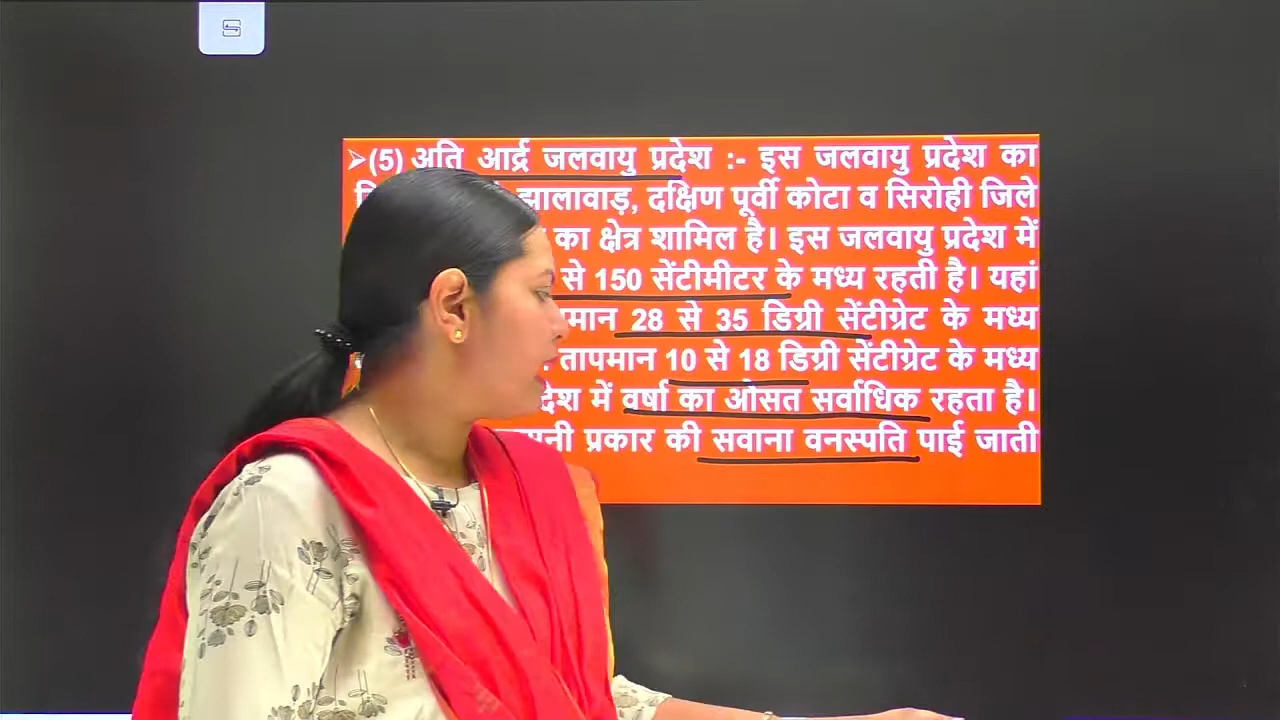 ➢(5) अति आर्द्र जलवायु प्रदेश :- इस जलवायु प्रदेश का
झालावाड़, दक्षिण पूर्वी कोटा व सिरोही जिले
का क्षेत्र शामिल है। इस जलवायु प्रदेश में
से 150 सेंटीमीटर के मध्य रहती है। यहां
28 से 35 डिग्री सेंटीग्रेट के मध्य
तापमान 10 से 18 डिग्री सेंटीग्रेट के मध्य
में वर्षा का औसत सर्वाधिक रहता है।
प्रकार की सवाना वनस्पति पाई जाती